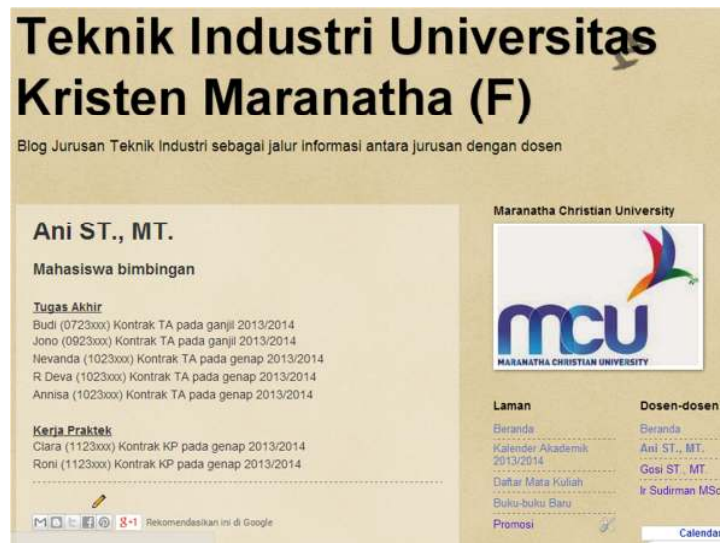 Teknik Industri Universitas
Kristen Maranatha (F)
Blog Jurusan Teknik Industri sebagai jalur informasi antara jurusan dengan dosen
Ani ST., MT.
Mahasiswa bimbingan
Tugas Akhir
Budi (0723xxx) Kontrak TA pada ganjil 2013/2014
Jono (0923xxx) Kontrak TA pada ganjil 2013/2014
Nevanda (1023xxx) Kontrak TA pada genap 2013/2014
R Deva (1023xxx) Kontrak TA pada genap 2013/2014
Annisa (1023xxx) Kontrak TA pada genap 2013/2014
Kerja Praktek
Clara (1123xxx) Kontrak KP pada genap 2013/2014
Roni (1123xxx) Kontrak KP pada genap 2013/2014
g+1 Rekomendasikan ini di Google
Maranatha Christian University
mcu
MARANATHA CHRISTIAN UNIVERSITY
Laman
Beranda
Kalender Akademik
2013/2014
Daftar Mata Kuliah
Buku-buku Baru
Promosi
Dosen-dosen
Beranda
Ani ST., MT.
Gosi ST., MT
Ir Sudirman MSc
Calendar